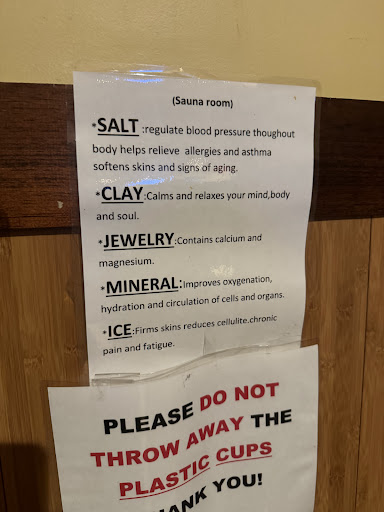 (Sauna room)
*SALT :regulate blood pressure thoughout
body helps relieve allergies and asthma
softens skins and signs of aging.
*CLAY:Calms and relaxes your mind,body
and soul.
*JEWELRY:Contains calcium and
magnesium.
*MINERAL:Improves oxygenation,
hydration and circulation of cells and organs.
*ICE:Firms skins reduces cellulite.chronic
pain and fatigue.
PLEASE DO NOT
THROW AWAY THE
PLASTIC CUPS
YOU!